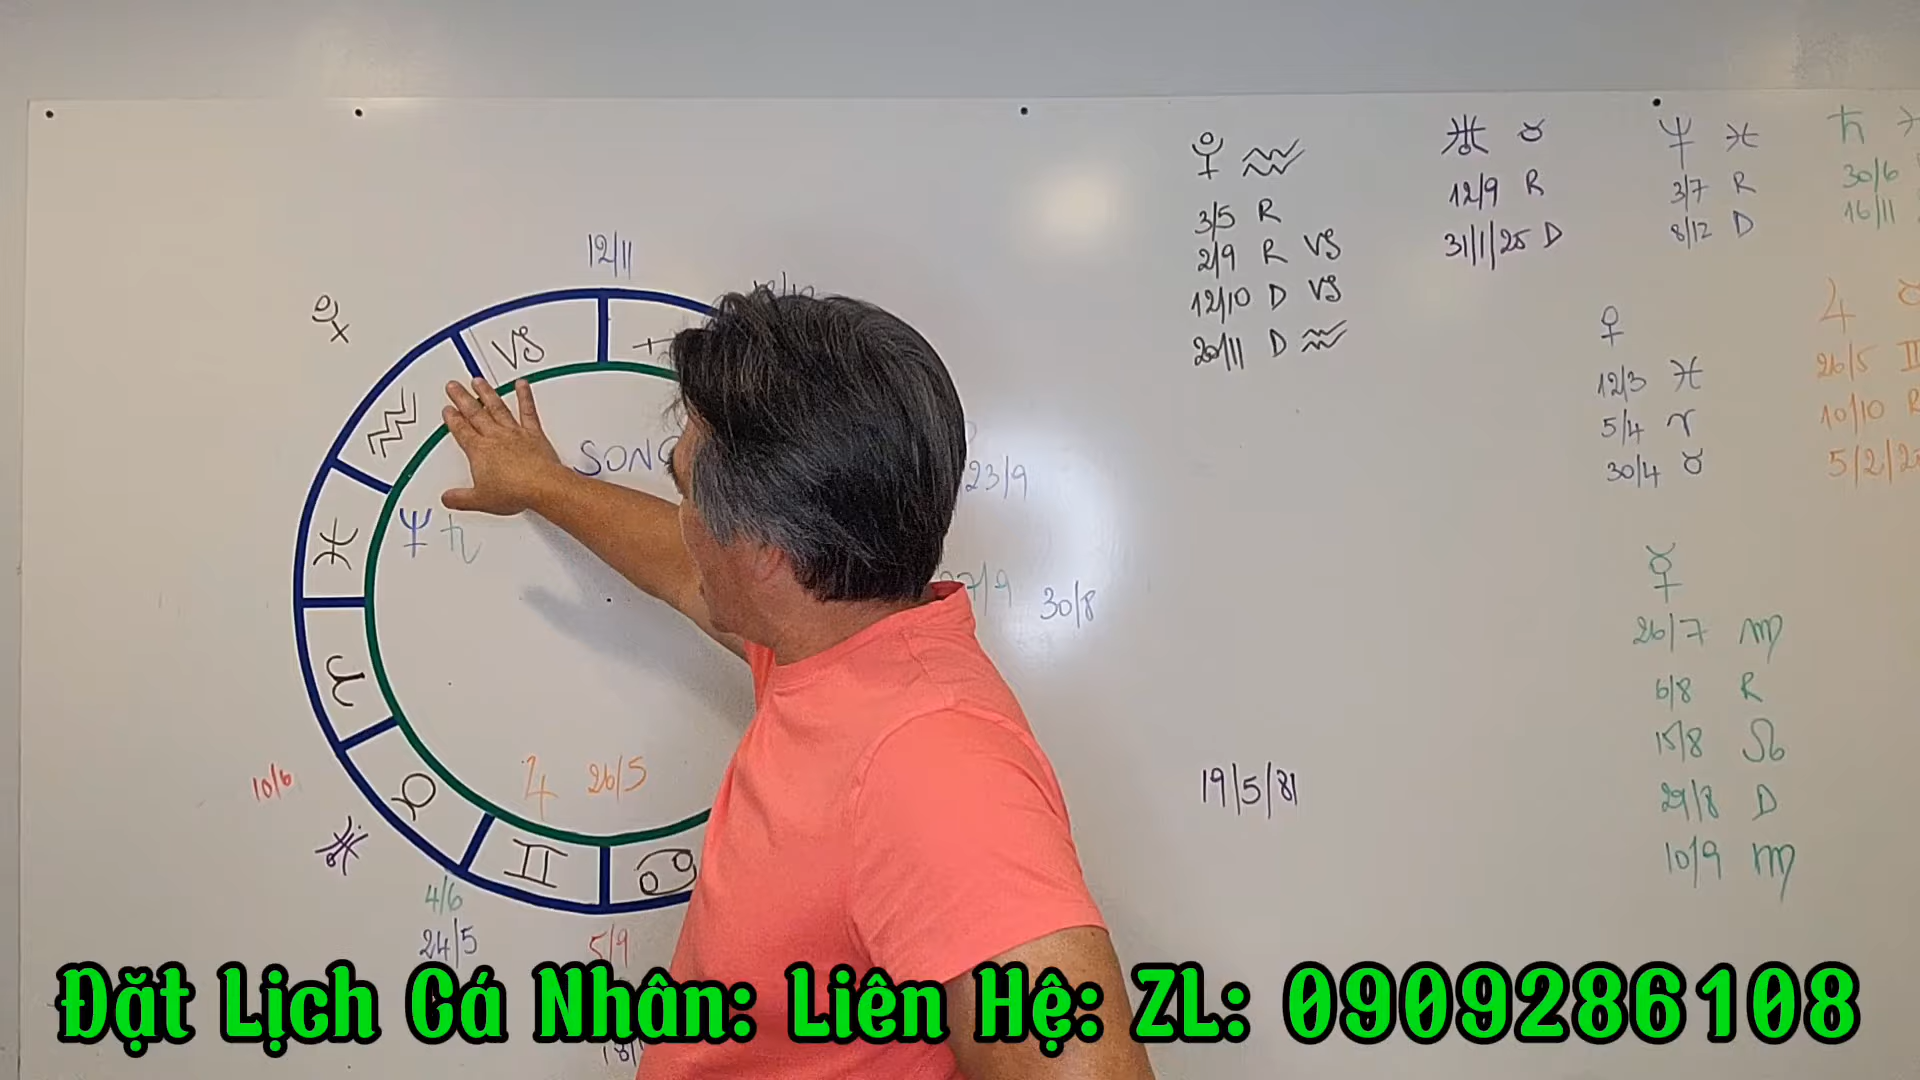 ♇ ♒
3/5 R
2/9 R ♑
12/10 D ♑
20/11 D ♒
♅ ♉
12/9 R
31/1/25 D
♆ ♓
3/7 R
8/12 D
♄
30/6
16/11
♀
12/3 ♓
5/4 ♈
30/4 ♉
♃
26/5 ♊
10/10 R
☿
26/7 ♍
6/8 R
15/8 ♌
29/8 D
10/9 ♍
12/11
♇
♑
♒
SONG
23/9
♆ ♄
♓
30/8
♈
♃ 26/5
19/5/81
10/6
♉
♅
♊
♋
4/6
24/5
5/9
Đặt Lịch Cá Nhân: Liên Hệ: ZL: 0909286108